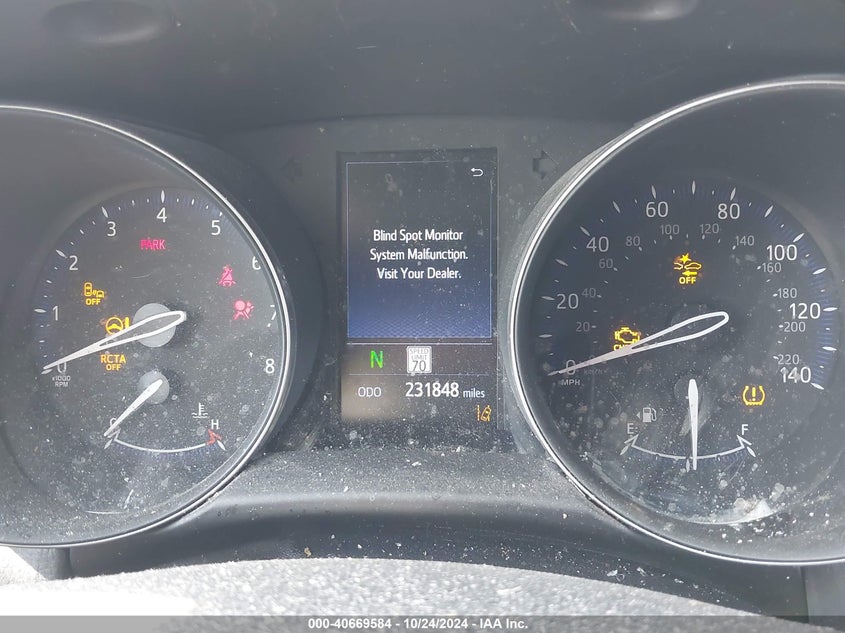 0
1
2
3
4
5
6
7
8
x1000
RPM
PARK
OFF
RCTA
OFF
H
Blind Spot Monitor
System Malfunction.
Visit Your Dealer.
N
SPEED
LIMIT
70
ODO 231848 miles
0
20
40
60
80
100
120
140
20
40
60
80
100
120
140
160
180
200
220
MPH
km/h
OFF
E
F
000-40669584 - 10/24/2024 - IAA Inc.